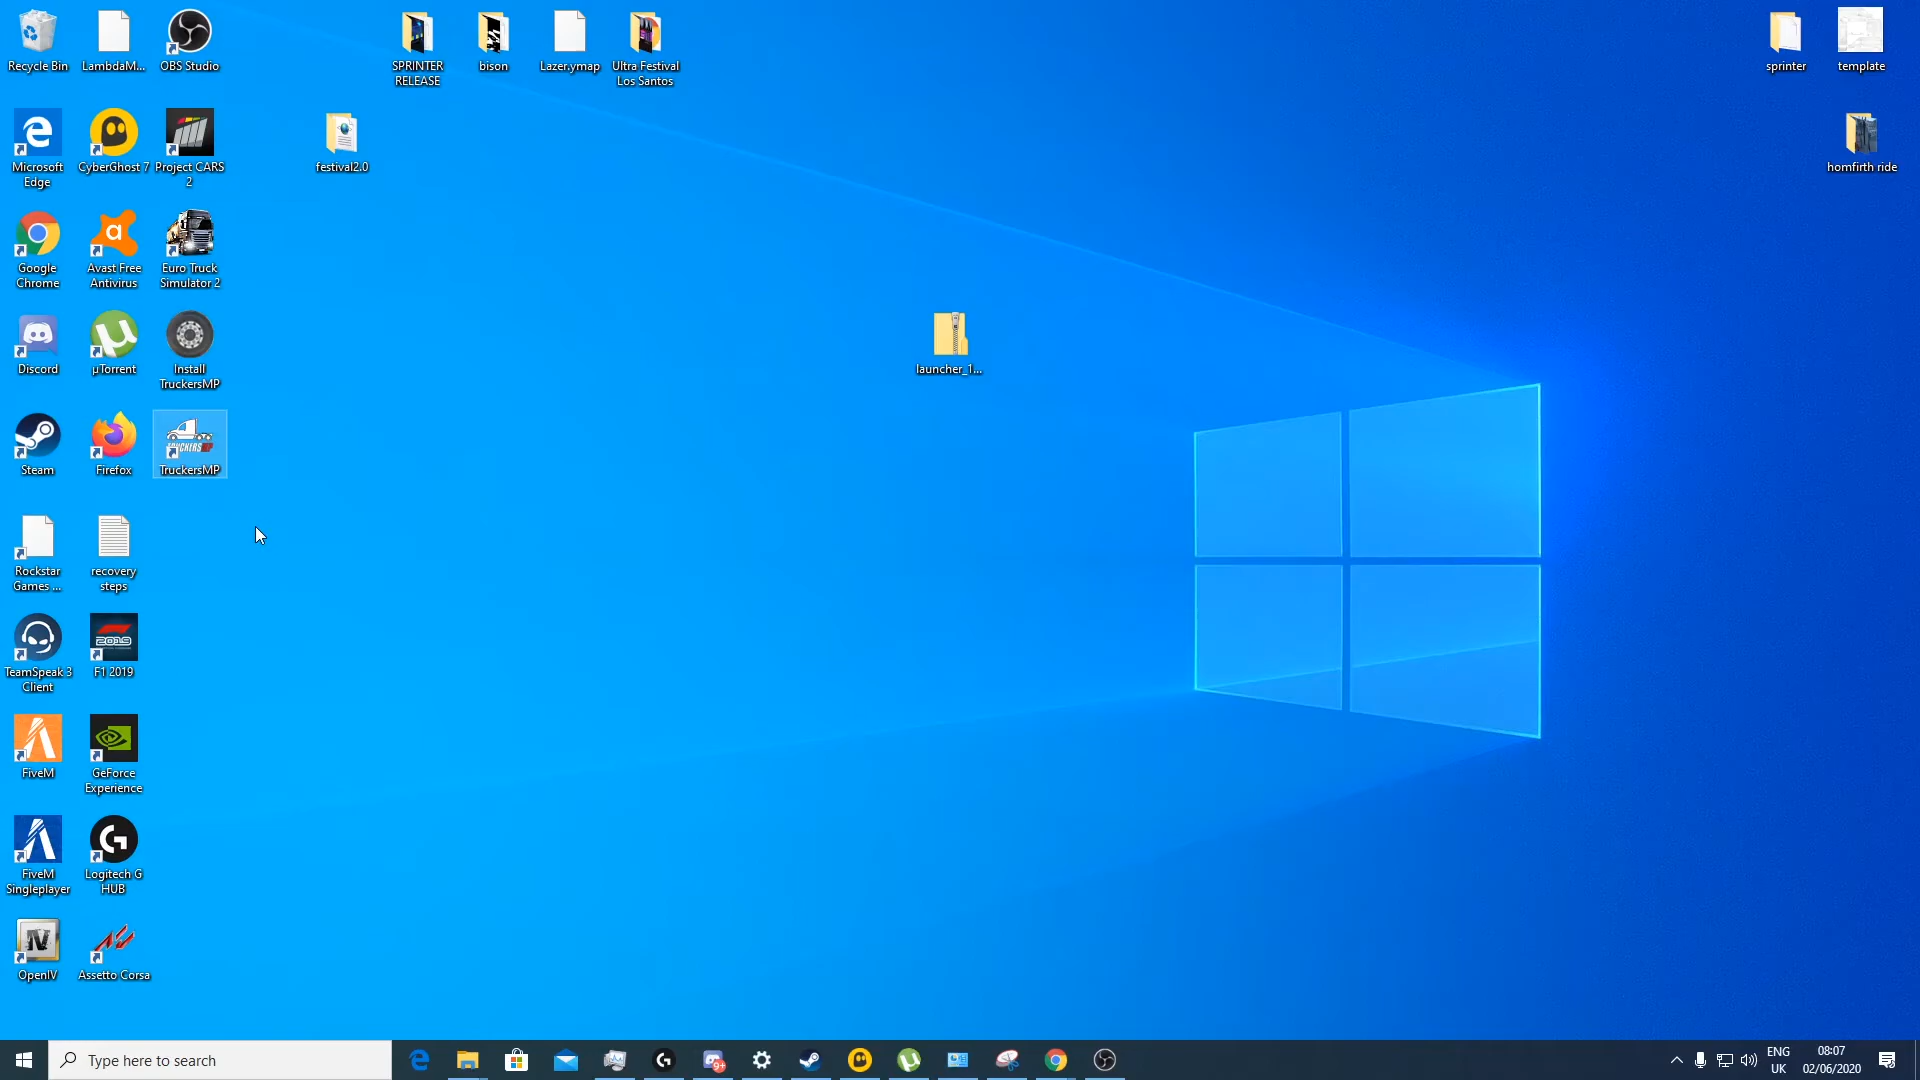 Recycle Bin
LambdaM...
OBS Studio
SPRINTER
RELEASE
bison
Lazer.ymap
Ultra Festival
Los Santos
sprinter
template
Microsoft
Edge
CyberGhost 7
Project CARS
2
festival2.0
homfirth ride
Google
Chrome
Avast Free
Antivirus
Euro Truck
Simulator 2
Discord
µTorrent
Install
TruckersMP
launcher_1...
Steam
Firefox
TruckersMP
Rockstar
Games ...
recovery
steps
TeamSpeak 3
Client
2019
F1 2019
FiveM
GeForce
Experience
FiveM
Singleplayer
Logitech G
HUB
OpenIV
Assetto Corsa
Type here to search
9+
ENG
UK
08:07
02/06/2020